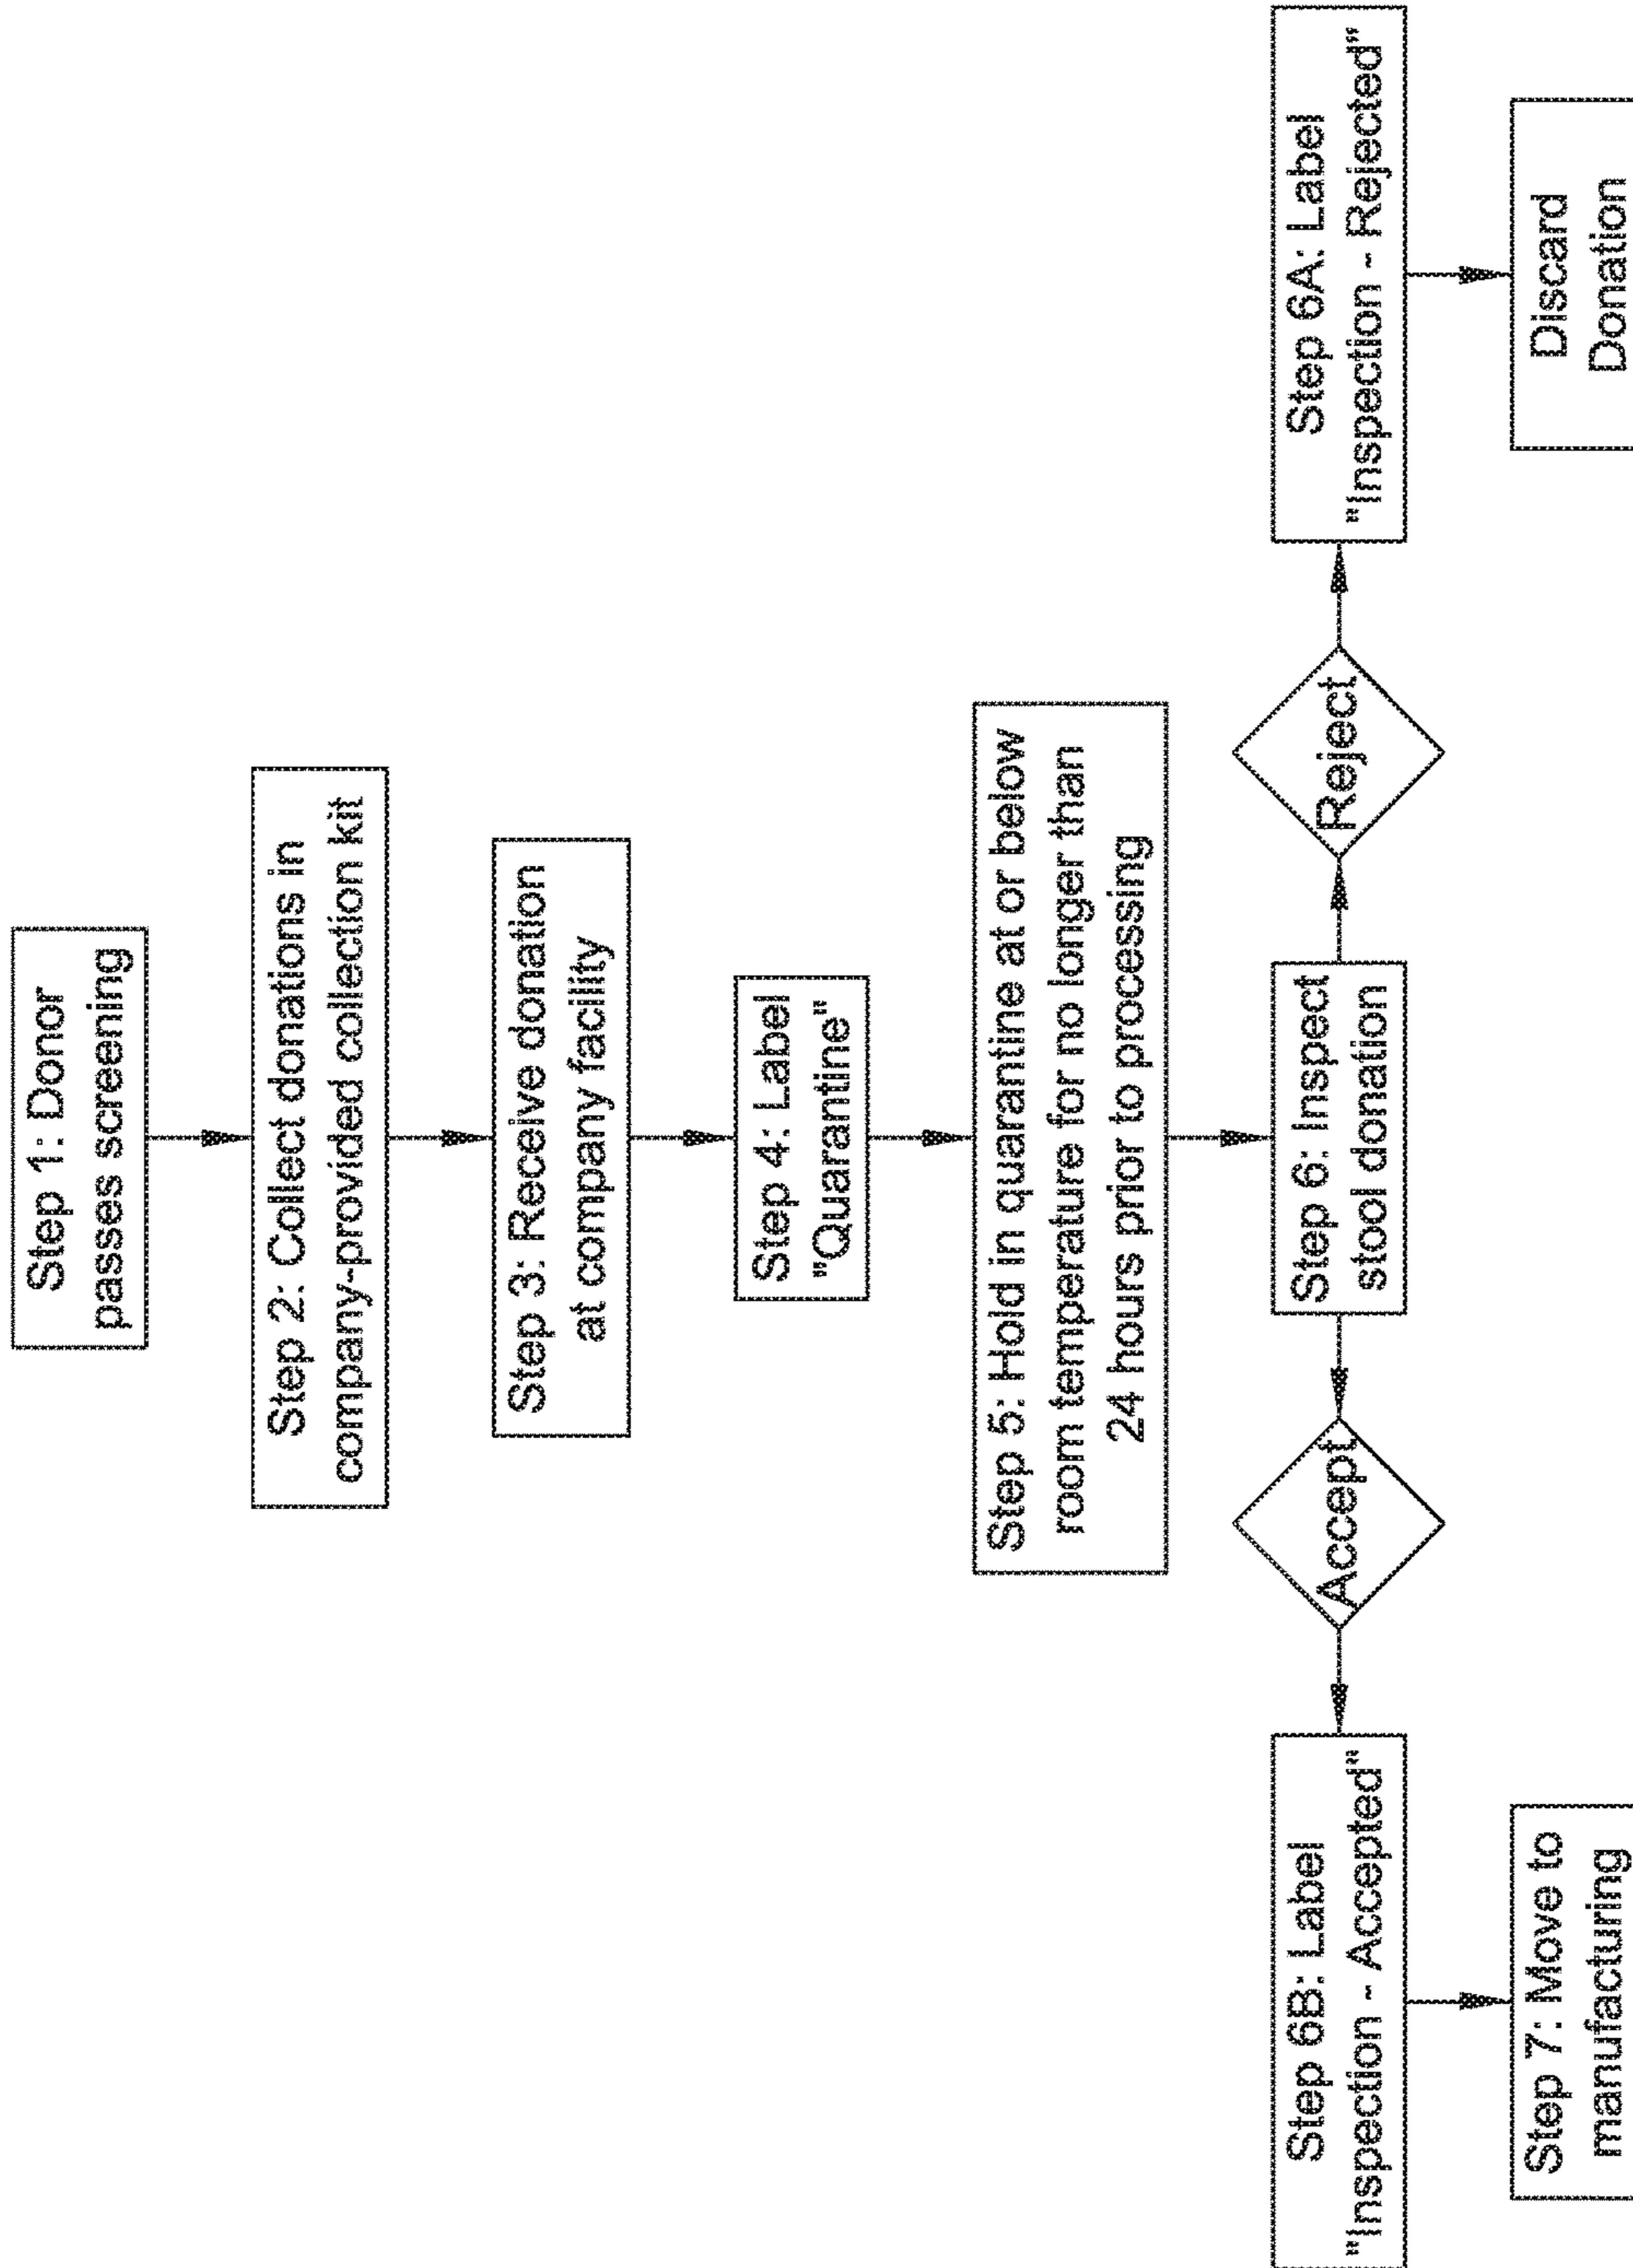 Step 1: Donor
passes screening
Step 2: Collect donations in
company-provided collection kit
Step 3: Receive donation
at company facility
Step 4: Label
"Quarantine"
Step 5: Hold in quarantine at or below
room temperature for no longer than
24 hours prior to processing
Step 6: Inspect
stool donation
Accept
Reject
Step 6B: Label
"Inspection - Accepted"
Step 6A: Label
"Inspection - Rejected"
Step 7: Move to
manufacturing
Discard
Donation